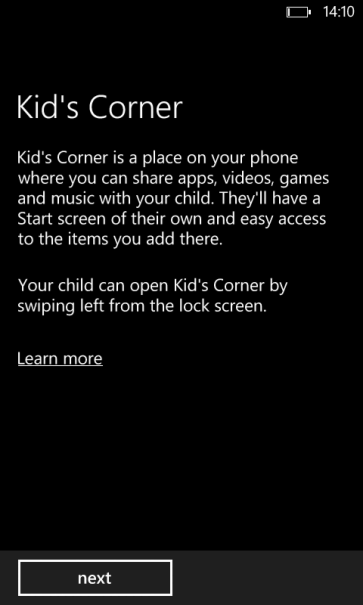 14:10
Kid's Corner
Kid's Corner is a place on your phone
where you can share apps, videos, games
and music with your child. They'll have a
Start screen of their own and easy access
to the items you add there.
Your child can open Kid's Corner by
swiping left from the lock screen.
Learn more
next